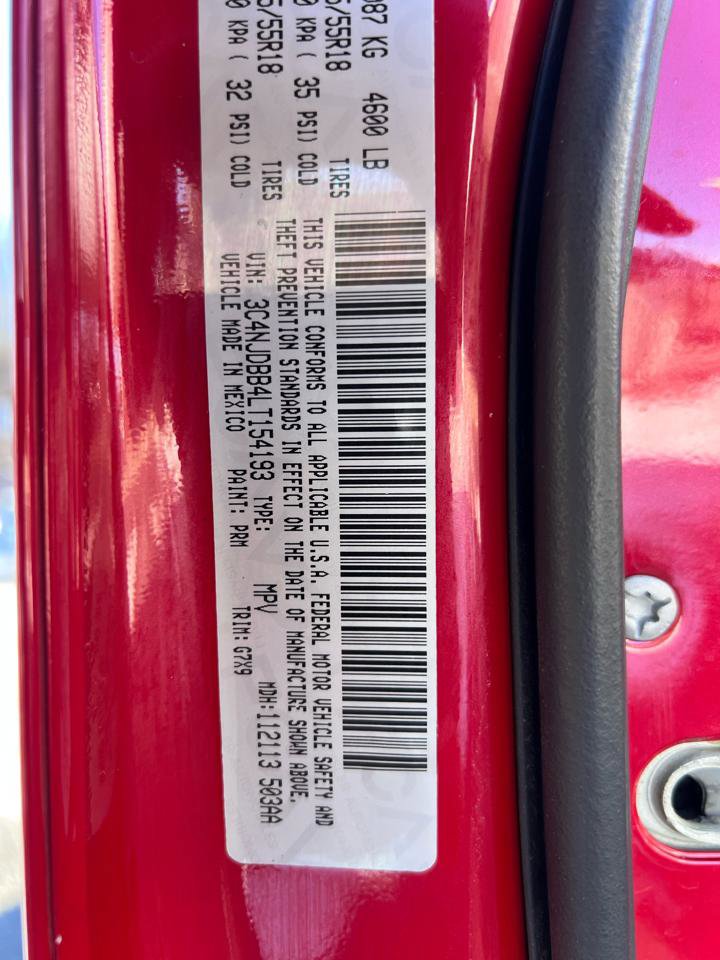 087 KG 4600 LB
5/55R18 TIRES
0 KPA ( 35 PSI) COLD
5/55R18 TIRES
0 KPA ( 32 PSI) COLD
THIS VEHICLE CONFORMS TO ALL APPLICABLE U.S.A. FEDERAL MOTOR VEHICLE SAFETY AND
THEFT PREVENTION STANDARDS IN EFFECT ON THE DATE OF MANUFACTURE SHOWN ABOVE.
VIN: 3C4NJDBB4LT154193 TYPE: MPV MDH:112113 503AA
VEHICLE MADE IN MEXICO PAINT: PRM TRIM: G7X9